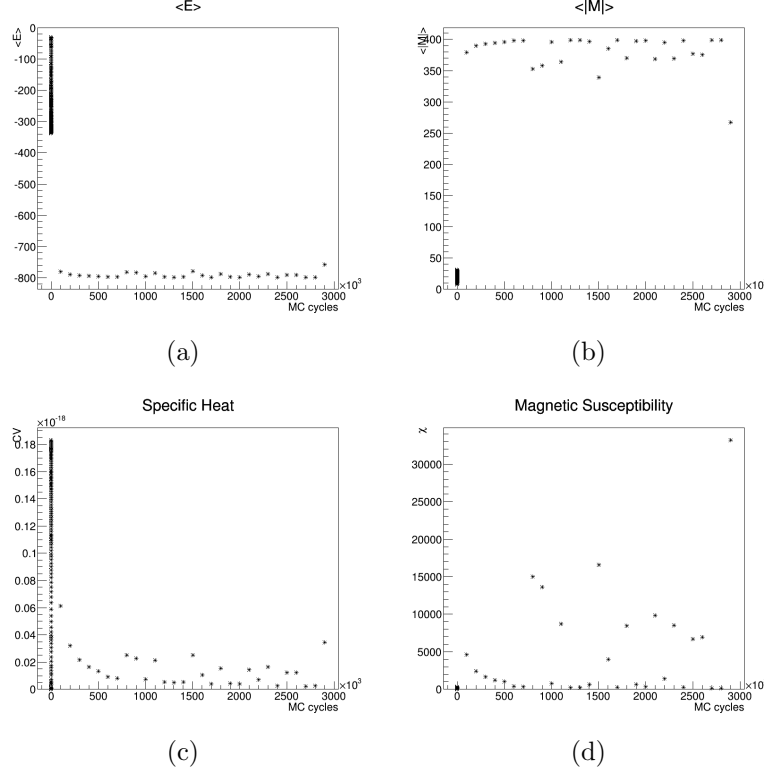 <E>
<E>
0
-100
-200
-300
-400
-500
-600
-700
-800
0 500 1000 1500 2000 2500 3000
×10³
MC cycles
(a)
<|M|>
<|M|>
400
350
300
250
200
150
100
50
0
0 500 1000 1500 2000 2500 3000
×10
MC cycles
(b)
Specific Heat
CV
×10⁻¹⁸
0.18
0.16
0.14
0.12
0.1
0.08
0.06
0.04
0.02
0
0 500 1000 1500 2000 2500 3000
×10³
MC cycles
(c)
Magnetic Susceptibility
χ
30000
25000
20000
15000
10000
5000
0
0 500 1000 1500 2000 2500 3000
×10
MC cycles
(d)